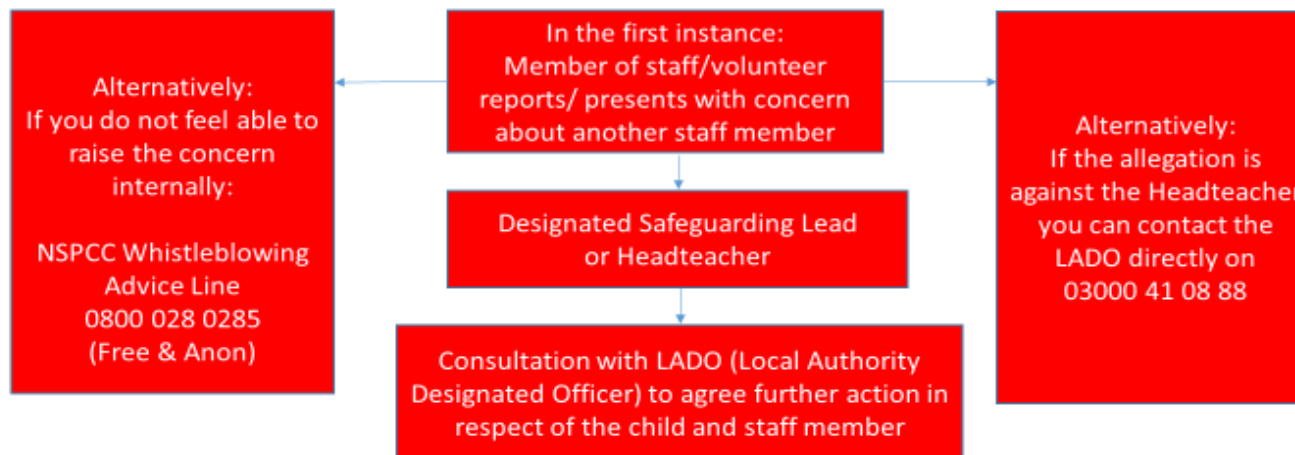 In the first instance:
Member of staff/volunteer
reports/ presents with concern
about another staff member
Alternatively:
If you do not feel able to
raise the concern
internally:
NSPCC Whistleblowing
Advice Line
0800 028 0285
(Free & Anon)
Alternatively:
If the allegation is
against the Headteacher
you can contact the
LADO directly on
03000 41 08 88
Designated Safeguarding Lead
or Headteacher
Consultation with LADO (Local Authority
Designated Officer) to agree further action in
respect of the child and staff member